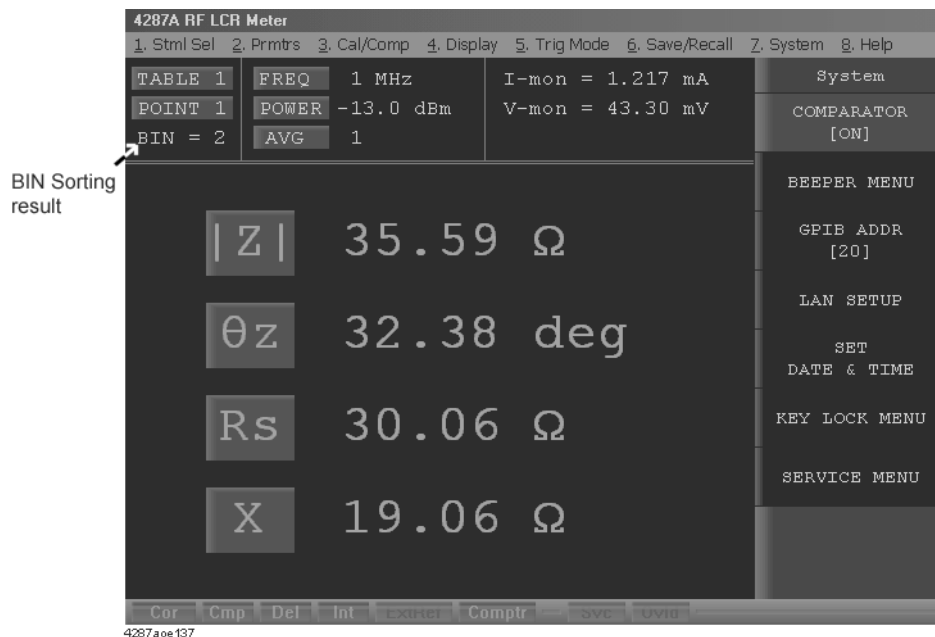 4287A RF LCR Meter
1. Stml Sel 2. Prmtrs 3. Cal/Comp 4. Display 5. Trig Mode 6. Save/Recall 7. System 8. Help
TABLE 1 FREQ 1 MHz I-mon = 1.217 mA
POINT 1 POWER -13.0 dBm V-mon = 43.30 mV
BIN = 2 AVG 1
BIN Sorting
result
|Z| 35.59 Ω
θz 32.38 deg
Rs 30.06 Ω
X 19.06 Ω
System
COMPARATOR
[ON]
BEEPER MENU
GPIB ADDR
[20]
LAN SETUP
SET
DATE & TIME
KEY LOCK MENU
SERVICE MENU
Cor Cmp Del Int ExtRef Comptr Svc Ovld
4287aoe137